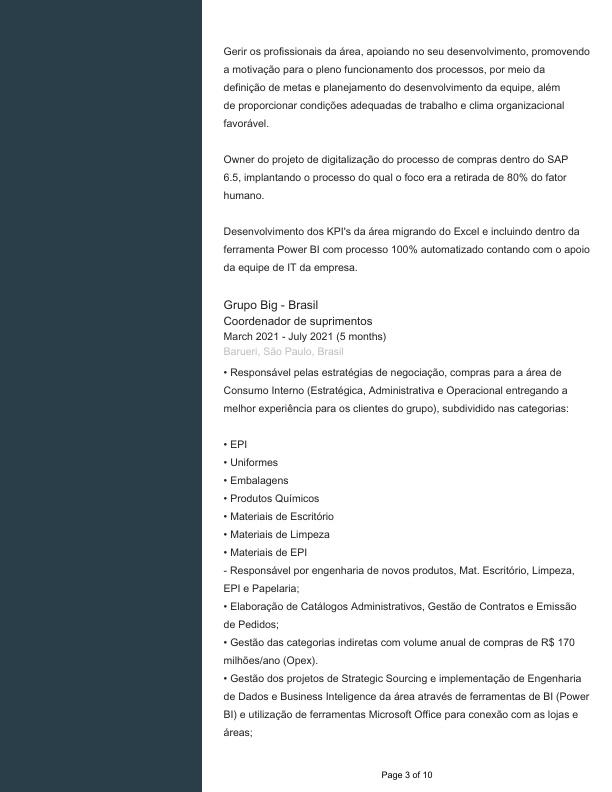 Gerir os profissionais da área, apoiando no seu desenvolvimento, promovendo
a motivação para o pleno funcionamento dos processos, por meio da
definição de metas e planejamento do desenvolvimento da equipe, além
de proporcionar condições adequadas de trabalho e clima organizacional
favorável.
Owner do projeto de digitalização do processo de compras dentro do SAP
6.5, implantando o processo do qual o foco era a retirada de 80% do fator
humano.
Desenvolvimento dos KPI's da área migrando do Excel e incluindo dentro da
ferramenta Power BI com processo 100% automatizado contando com o apoio
da equipe de IT da empresa.
Grupo Big - Brasil
Coordenador de suprimentos
March 2021 - July 2021 (5 months)
Barueri, São Paulo, Brasil
• Responsável pelas estratégias de negociação, compras para a área de
Consumo Interno (Estratégica, Administrativa e Operacional entregando a
melhor experiência para os clientes do grupo), subdividido nas categorias:
• EPI
• Uniformes
• Embalagens
• Produtos Químicos
• Materiais de Escritório
• Materiais de Limpeza
• Materiais de EPI
- Responsável por engenharia de novos produtos, Mat. Escritório, Limpeza,
EPI e Papelaria;
• Elaboração de Catálogos Administrativos, Gestão de Contratos e Emissão
de Pedidos;
• Gestão das categorias indiretas com volume anual de compras de R$ 170
milhões/ano (Opex).
• Gestão dos projetos de Strategic Sourcing e implementação de Engenharia
de Dados e Business Inteligence da área através de ferramentas de BI (Power
BI) e utilização de ferramentas Microsoft Office para conexão com as lojas e
áreas;
Page 3 of 10